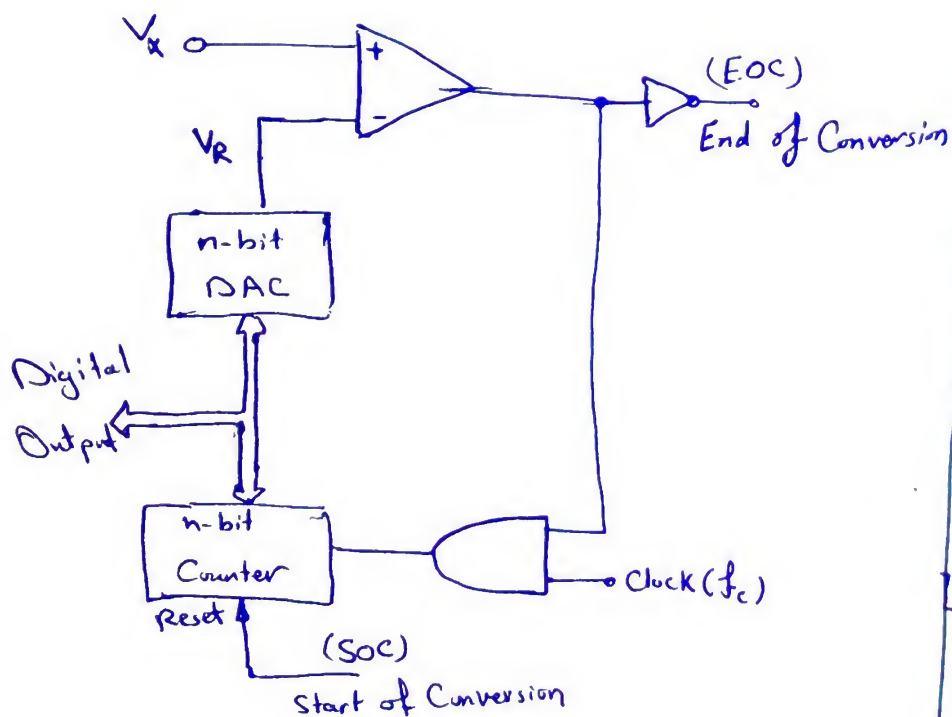 Vx
+
-
(EOC)
End of Conversion
VR
n-bit
DAC
Digital
Output
n-bit
Counter
Clock (fc)
Reset
(SOC)
Start of Conversion